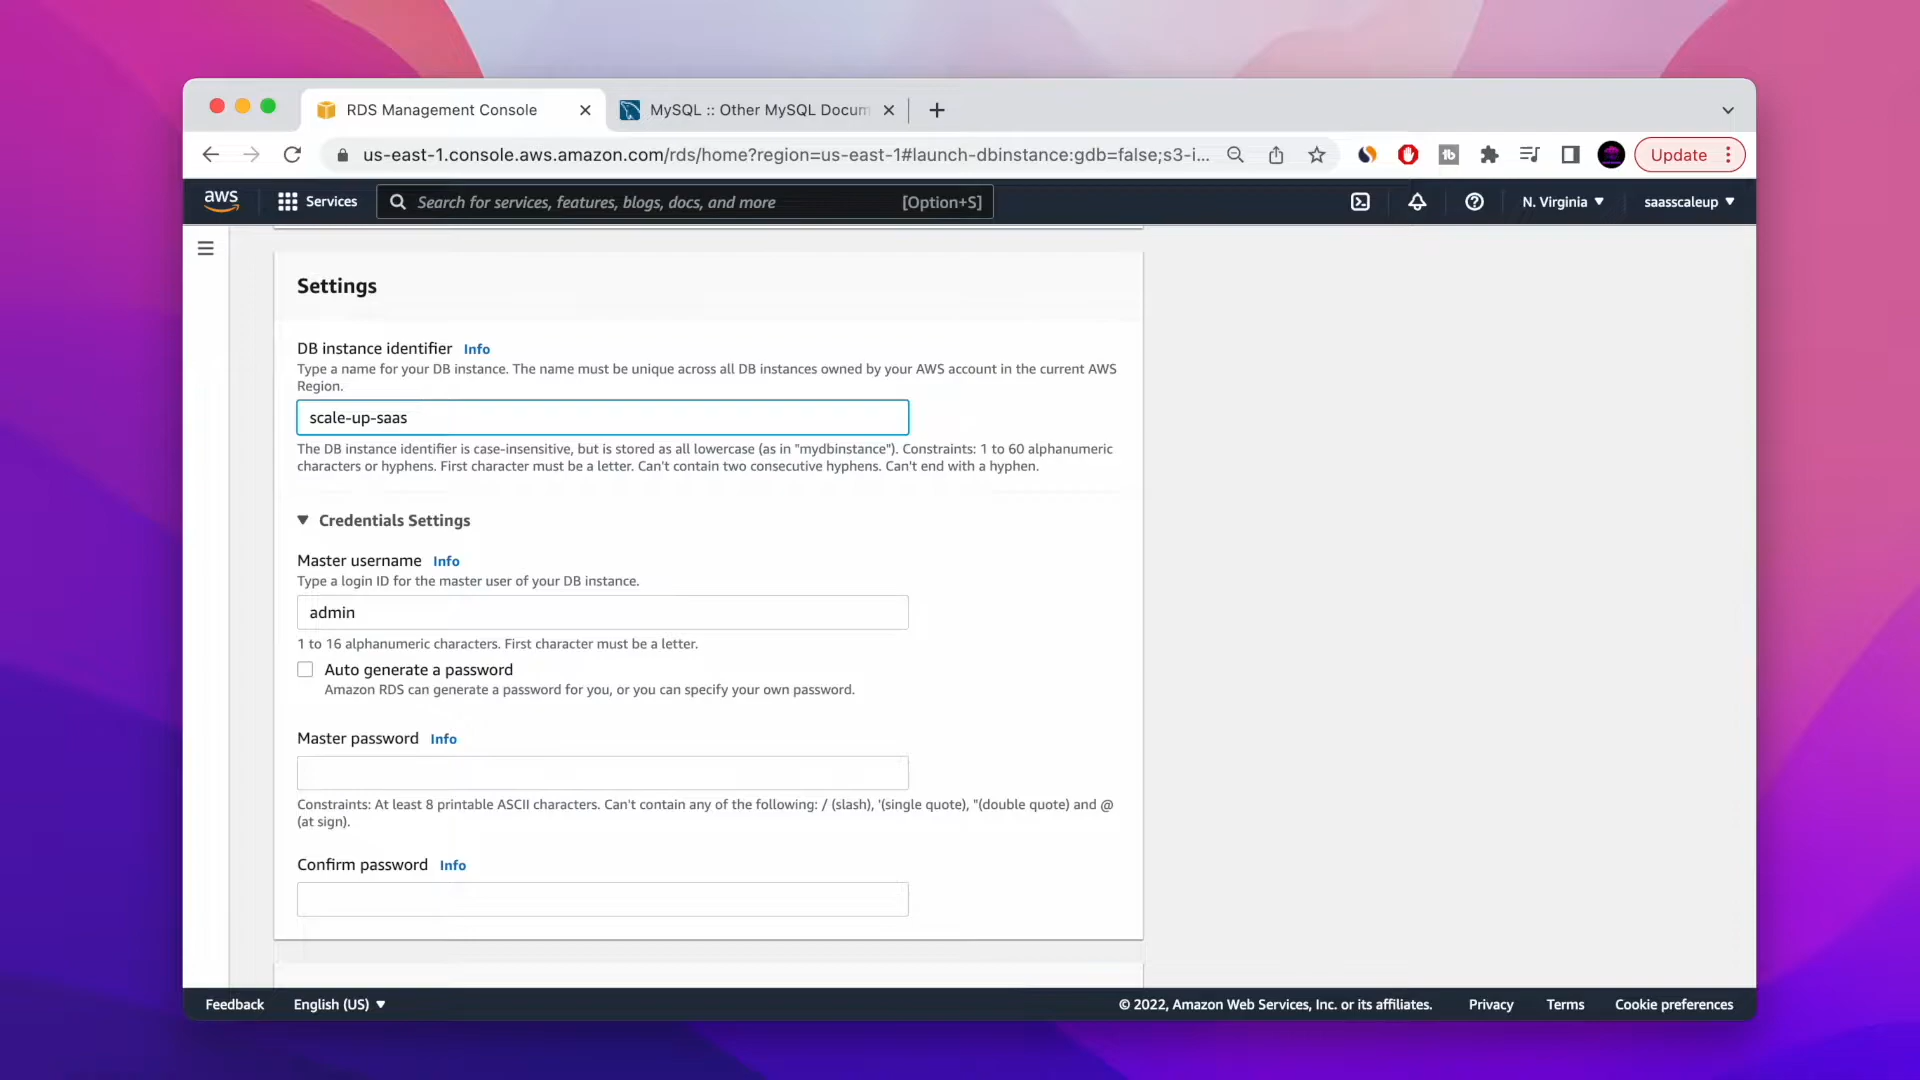 RDS Management Console
MySQL :: Other MySQL Docum
us-east-1.console.aws.amazon.com/rds/home?region=us-east-1#launch-dbinstance:gdb=false;s3-i...
tb
Update
aws
Services
Search for services, features, blogs, docs, and more
[Option+S]
N. Virginia
saasscaleup
Settings
DB instance identifier Info
Type a name for your DB instance. The name must be unique across all DB instances owned by your AWS account in the current AWS
Region.
scale-up-saas
The DB instance identifier is case-insensitive, but is stored as all lowercase (as in "mydbinstance"). Constraints: 1 to 60 alphanumeric
characters or hyphens. First character must be a letter. Can't contain two consecutive hyphens. Can't end with a hyphen.
Credentials Settings
Master username Info
Type a login ID for the master user of your DB instance.
admin
1 to 16 alphanumeric characters. First character must be a letter.
Auto generate a password
Amazon RDS can generate a password for you, or you can specify your own password.
Master password Info
Constraints: At least 8 printable ASCII characters. Can't contain any of the following: / (slash), '(single quote), "(double quote) and @
(at sign).
Confirm password Info
Feedback
English (US)
© 2022, Amazon Web Services, Inc. or its affiliates.
Privacy
Terms
Cookie preferences